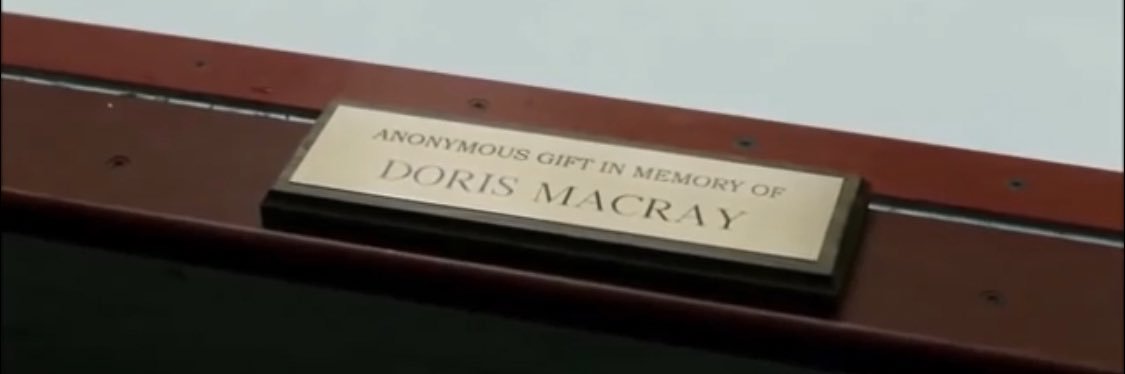 ANONYMOUS GIFT IN MEMORY OF
DORIS MACRAY